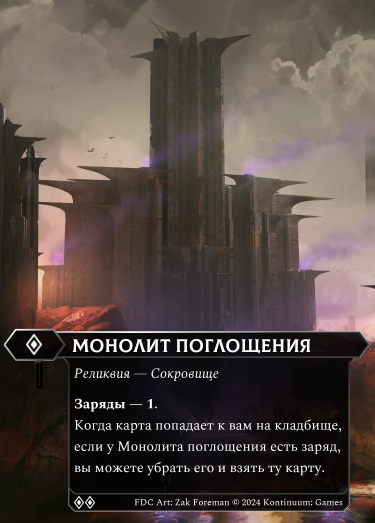 МОНОЛИТ ПОГЛОЩЕНИЯ
Реликвия — Сокровище
Заряды — 1.
Когда карта попадает к вам на кладбище,
если у Монолита поглощения есть заряд,
вы можете убрать его и взять ту карту.
FDC Art: Zak Foreman © 2024 Kontinuum: Games